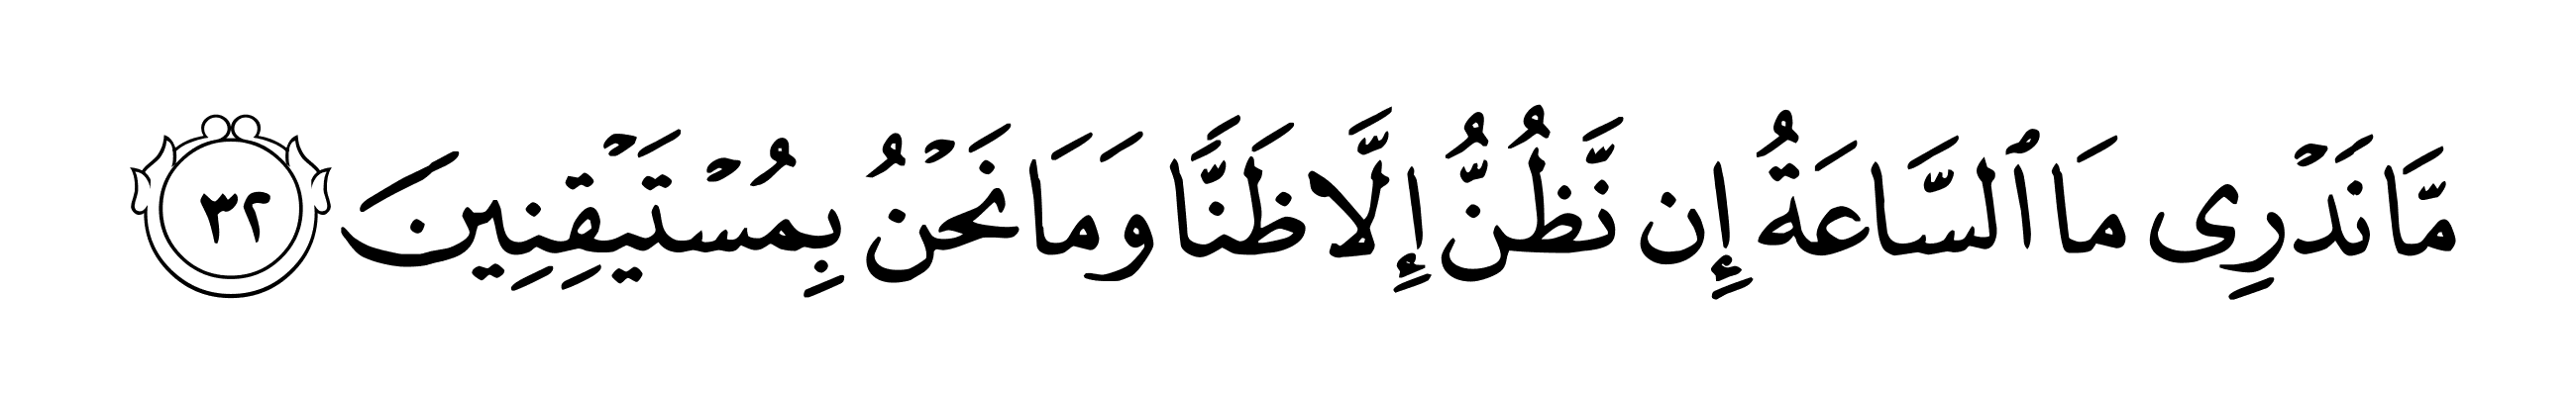 مَّا نَدۡرِى مَا ٱلسَّاعَةُ إِن نَّظُنُّ إِلَّا ظَنًّا وَمَا نَحۡنُ بِمُسۡتَيۡقِنِينَ ٣٢